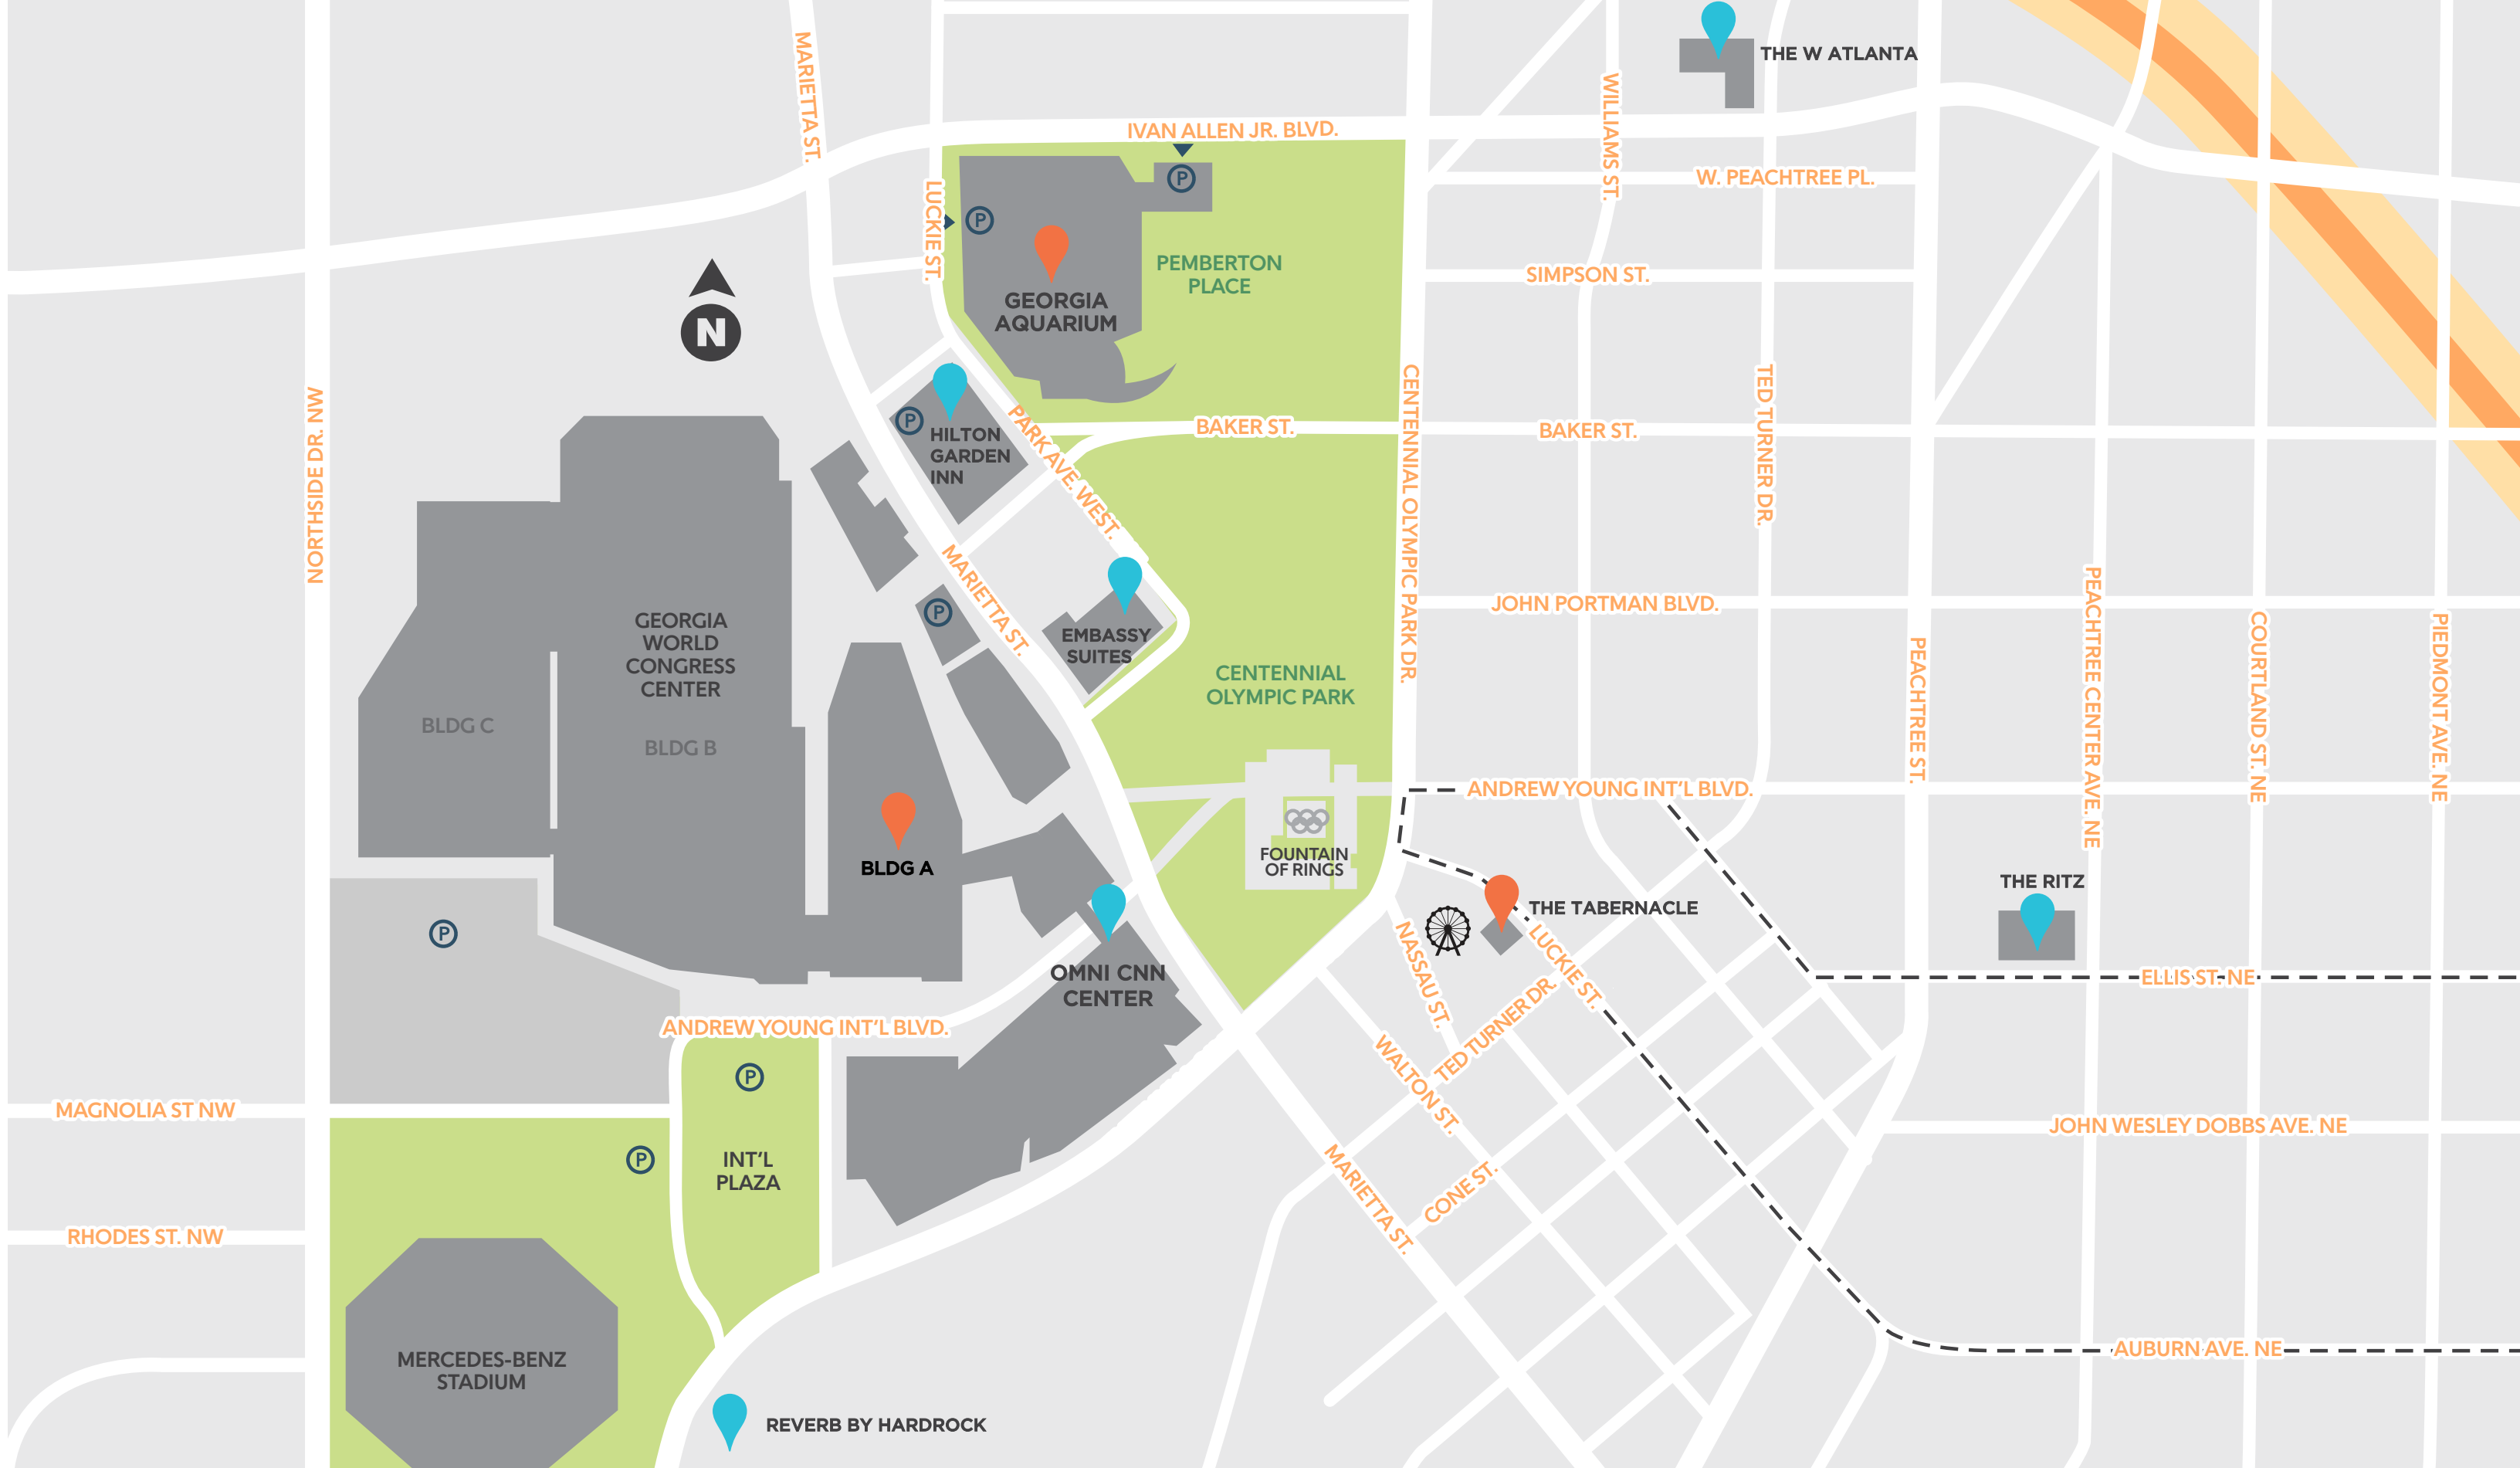 THE W ATLANTA
MARIETTA ST.
WILLIAMS ST.
IVAN ALLEN JR. BLVD.
P
W. PEACHTREE PL.
LUCKIE ST.
P
PEMBERTON
PLACE
SIMPSON ST.
GEORGIA
AQUARIUM
N
NORTHSIDE DR. NW
P
HILTON
GARDEN
INN
PARK AVE. WEST.
BAKER ST.
CENTENNIAL OLYMPIC PARK DR.
BAKER ST.
TED TURNER DR.
MARIETTA ST.
P
EMBASSY
SUITES
JOHN PORTMAN BLVD.
GEORGIA
WORLD
CONGRESS
CENTER
CENTENNIAL
OLYMPIC PARK
PEACHTREE ST.
PEACHTREE CENTER AVE. NE
COURTLAND ST. NE
PIEDMONT AVE. NE
BLDG C
BLDG B
ANDREW YOUNG INT'L BLVD.
BLDG A
FOUNTAIN
OF RINGS
THE RITZ
THE TABERNACLE
P
NASSAU ST.
LUCKIE ST.
OMNI CNN
CENTER
ELLIS ST. NE
ANDREW YOUNG INT'L BLVD.
TED TURNER DR.
WALTON ST.
P
MAGNOLIA ST NW
JOHN WESLEY DOBBS AVE. NE
P
INT'L
PLAZA
MARIETTA ST.
CONE ST.
RHODES ST. NW
MERCEDES-BENZ
STADIUM
AUBURN AVE. NE
REVERB BY HARDROCK